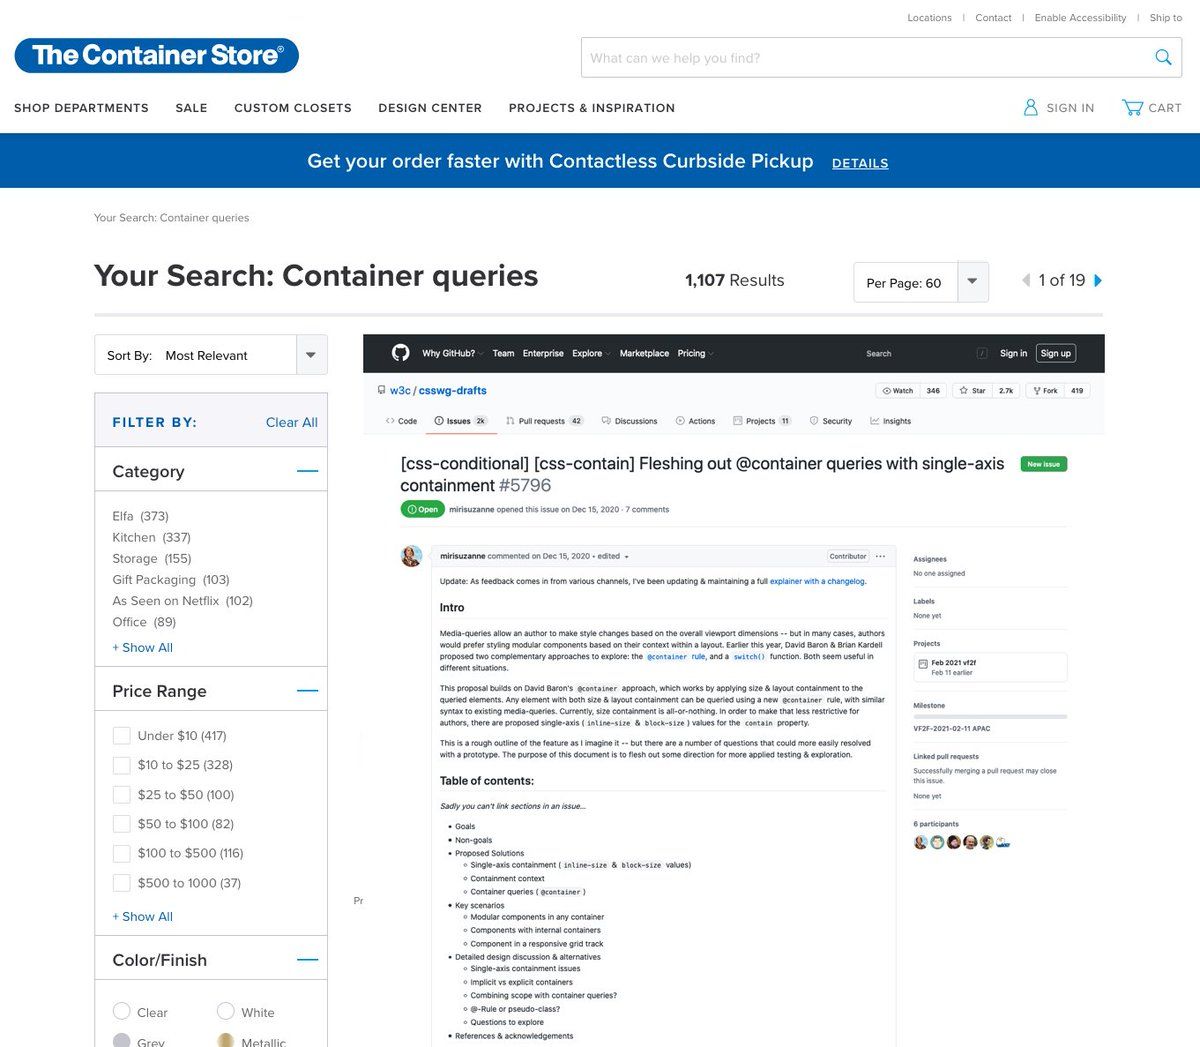 Locations | Contact | Enable Accessibility | Ship to
The Container Store®
What can we help you find?
SHOP DEPARTMENTS SALE CUSTOM CLOSETS DESIGN CENTER PROJECTS & INSPIRATION SIGN IN CART
Get your order faster with Contactless Curbside Pickup DETAILS
Your Search: Container queries
Your Search: Container queries 1,107 Results Per Page: 60 1 of 19
Sort By: Most Relevant
FILTER BY: Clear All
Category
Elfa (373)
Kitchen (337)
Storage (155)
Gift Packaging (103)
As Seen on Netflix (102)
Office (89)
+ Show All
Price Range
Under $10 (417)
$10 to $25 (328)
$25 to $50 (100)
$50 to $100 (82)
$100 to $500 (116)
$500 to 1000 (37)
+ Show All
Color/Finish
Clear White
Grey Metallic
Pr
Why GitHub? Team Enterprise Explore Marketplace Pricing Search / Sign in Sign up
w3c / csswg-drafts Watch 346 Star 2.7k Fork 419
Code Issues 2k Pull requests 42 Discussions Actions Projects 11 Security Insights
[css-conditional] [css-contain] Fleshing out @container queries with single-axis New issue
containment #5796
Open mirisuzanne opened this issue on Dec 15, 2020 · 7 comments
mirisuzanne commented on Dec 15, 2020 • edited Contributor ···
Update: As feedback comes in from various channels, I've been updating & maintaining a full explainer with a changelog.
Intro
Media-queries allow an author to make style changes based on the overall viewport dimensions -- but in many cases, authors
would prefer styling modular components based on their context within a layout. Earlier this year, David Baron & Brian Kardell
proposed two complementary approaches to explore: the @container rule, and a switch() function. Both seem useful in
different situations.
This proposal builds on David Baron's @container approach, which works by applying size & layout containment to the
queried elements. Any element with both size & layout containment can be queried using a new @container rule, with similar
syntax to existing media-queries. Currently, size containment is all-or-nothing. In order to make that less restrictive for
authors, there are proposed single-axis ( inline-size & block-size ) values for the contain property.
This is a rough outline of the feature as I imagine it -- but there are a number of questions that could more easily resolved
with a prototype. The purpose of this document is to flesh out some direction for more applied testing & exploration.
Table of contents:
Sadly you can't link sections in an issue...
• Goals
• Non-goals
• Proposed Solutions
◦ Single-axis containment ( inline-size & block-size values)
◦ Containment context
◦ Container queries ( @container )
• Key scenarios
◦ Modular components in any container
◦ Components with internal containers
◦ Component in a responsive grid track
• Detailed design discussion & alternatives
◦ Single-axis containment issues
◦ Implicit vs explicit containers
◦ Combining scope with container queries?
◦ @-Rule or pseudo-class?
◦ Questions to explore
• References & acknowledgements
Assignees
No one assigned
Labels
None yet
Projects
Feb 2021 vf2f
Feb 11 earlier
Milestone
VF2F-2021-02-11 APAC
Linked pull requests
Successfully merging a pull request may close
this issue.
None yet
6 participants